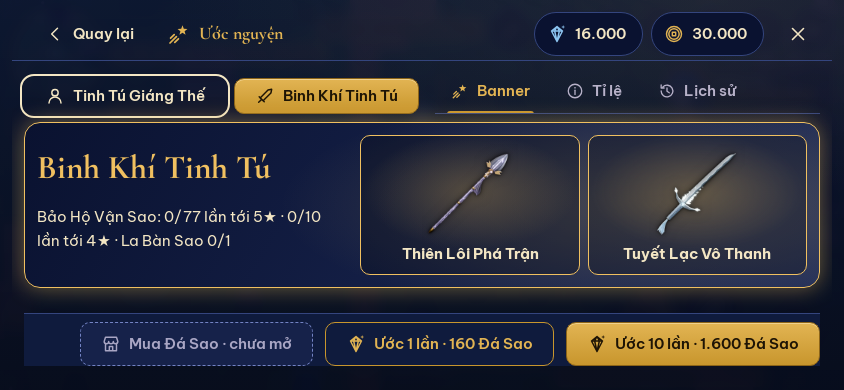 Quay lại
Ước nguyện
16.000
30.000
Tinh Tú Giáng Thế
Binh Khí Tinh Tú
Banner
Tỉ lệ
Lịch sử
Binh Khí Tinh Tú
Bảo Hộ Vận Sao: 0/77 lần tới 5★ · 0/10
lần tới 4★ · La Bàn Sao 0/1
Thiên Lôi Phá Trận
Tuyết Lạc Vô Thanh
Mua Đá Sao · chưa mở
Ước 1 lần · 160 Đá Sao
Ước 10 lần · 1.600 Đá Sao